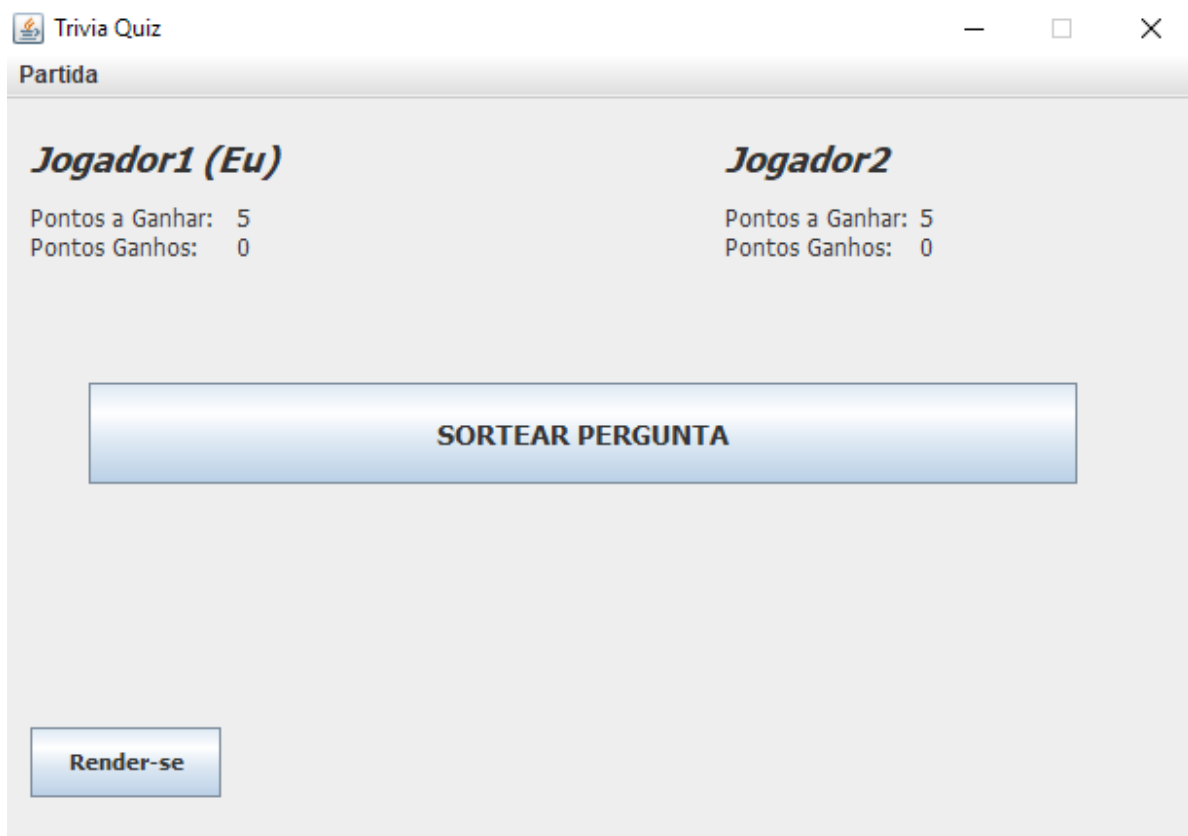 Trivia Quiz
Partida
Jogador1 (Eu)
Pontos a Ganhar: 5
Pontos Ganhos: 0
Jogador2
Pontos a Ganhar: 5
Pontos Ganhos: 0
SORTEAR PERGUNTA
Render-se